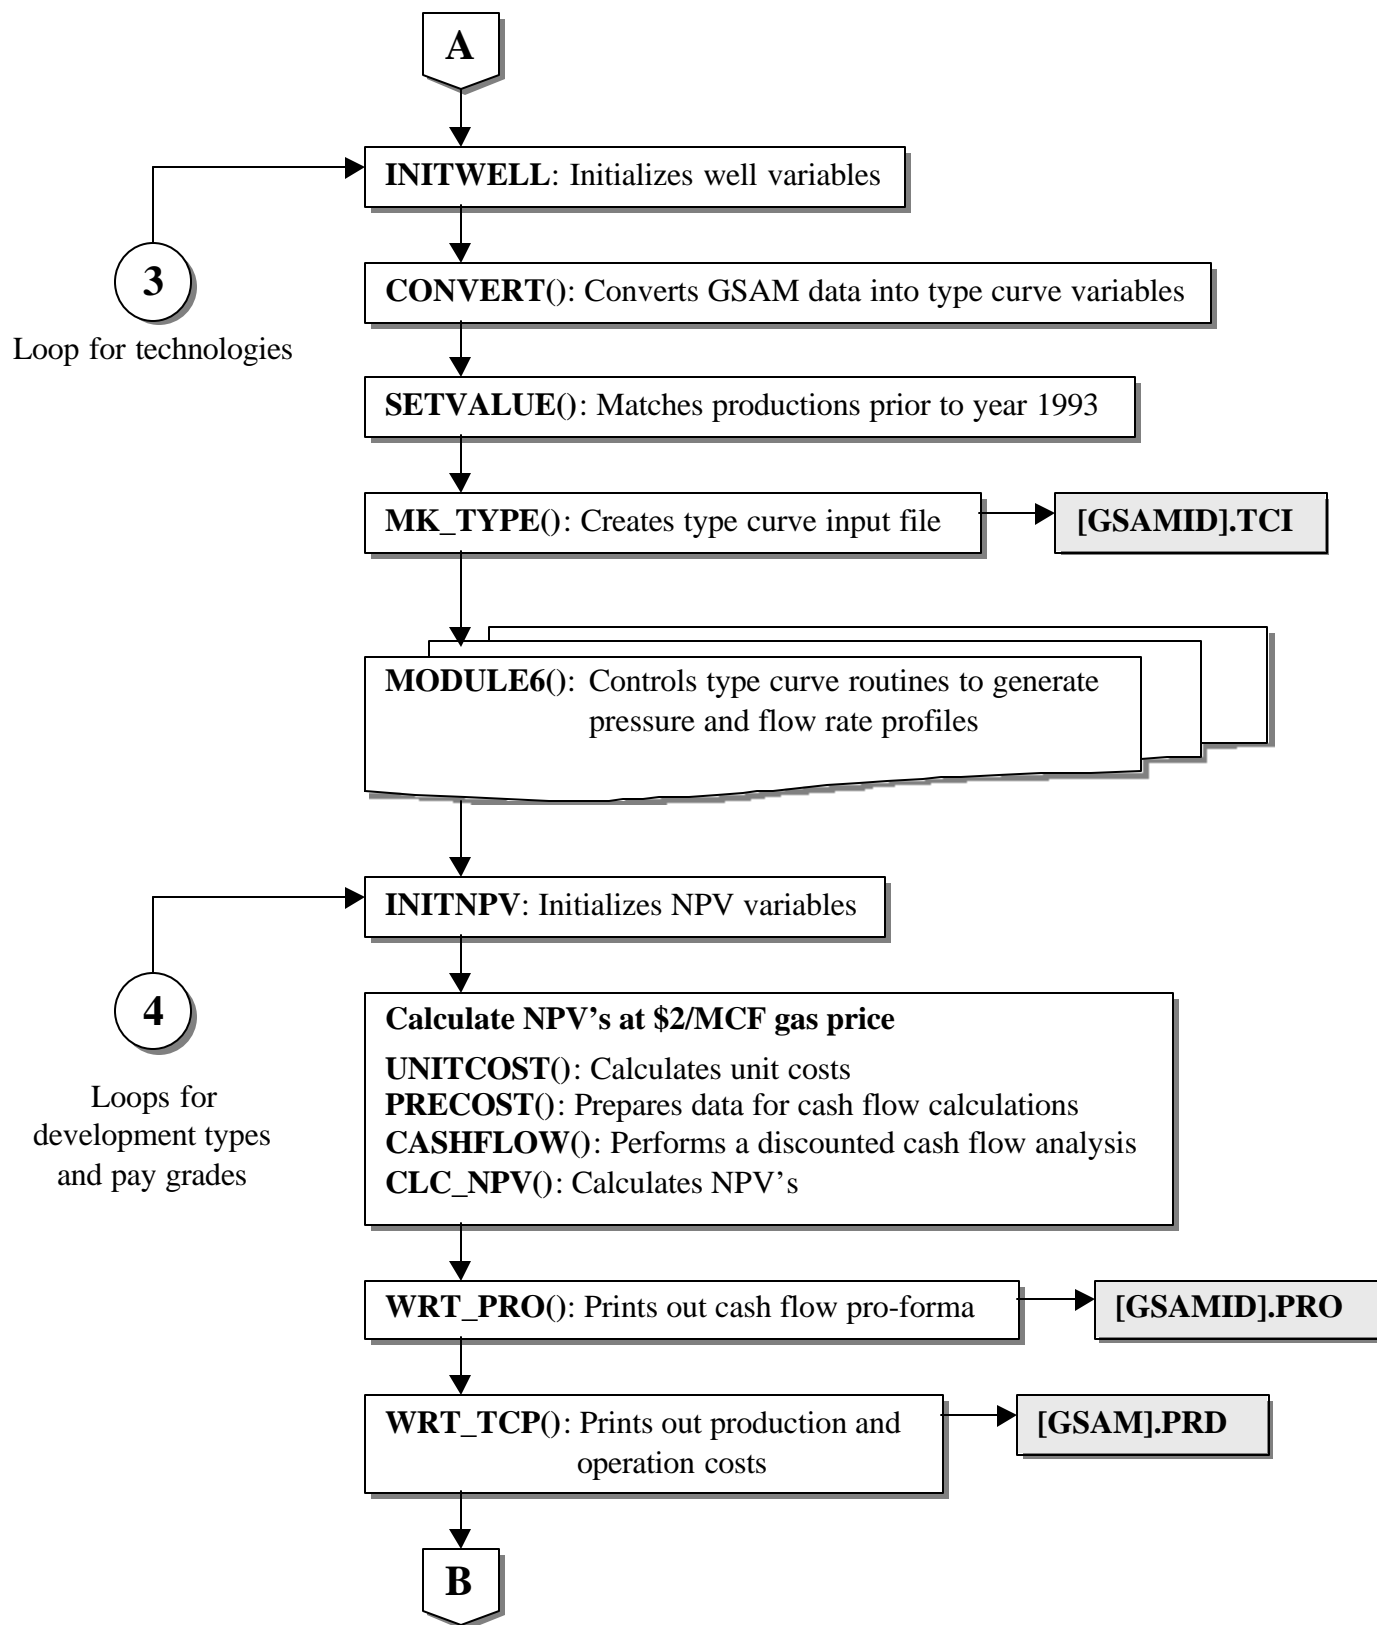 A
INITWELL: Initializes well variables
3
Loop for technologies
CONVERT(): Converts GSAM data into type curve variables
SETVALUE(): Matches productions prior to year 1993
MK_TYPE(): Creates type curve input file
[GSAMID].TCI
MODULE6(): Controls type curve routines to generate
pressure and flow rate profiles
INITNPV: Initializes NPV variables
4
Loops for
development types
and pay grades
Calculate NPV’s at $2/MCF gas price
UNITCOST(): Calculates unit costs
PRECOST(): Prepares data for cash flow calculations
CASHFLOW(): Performs a discounted cash flow analysis
CLC_NPV(): Calculates NPV’s
WRT_PRO(): Prints out cash flow pro-forma
[GSAMID].PRO
WRT_TCP(): Prints out production and
operation costs
[GSAM].PRD
B